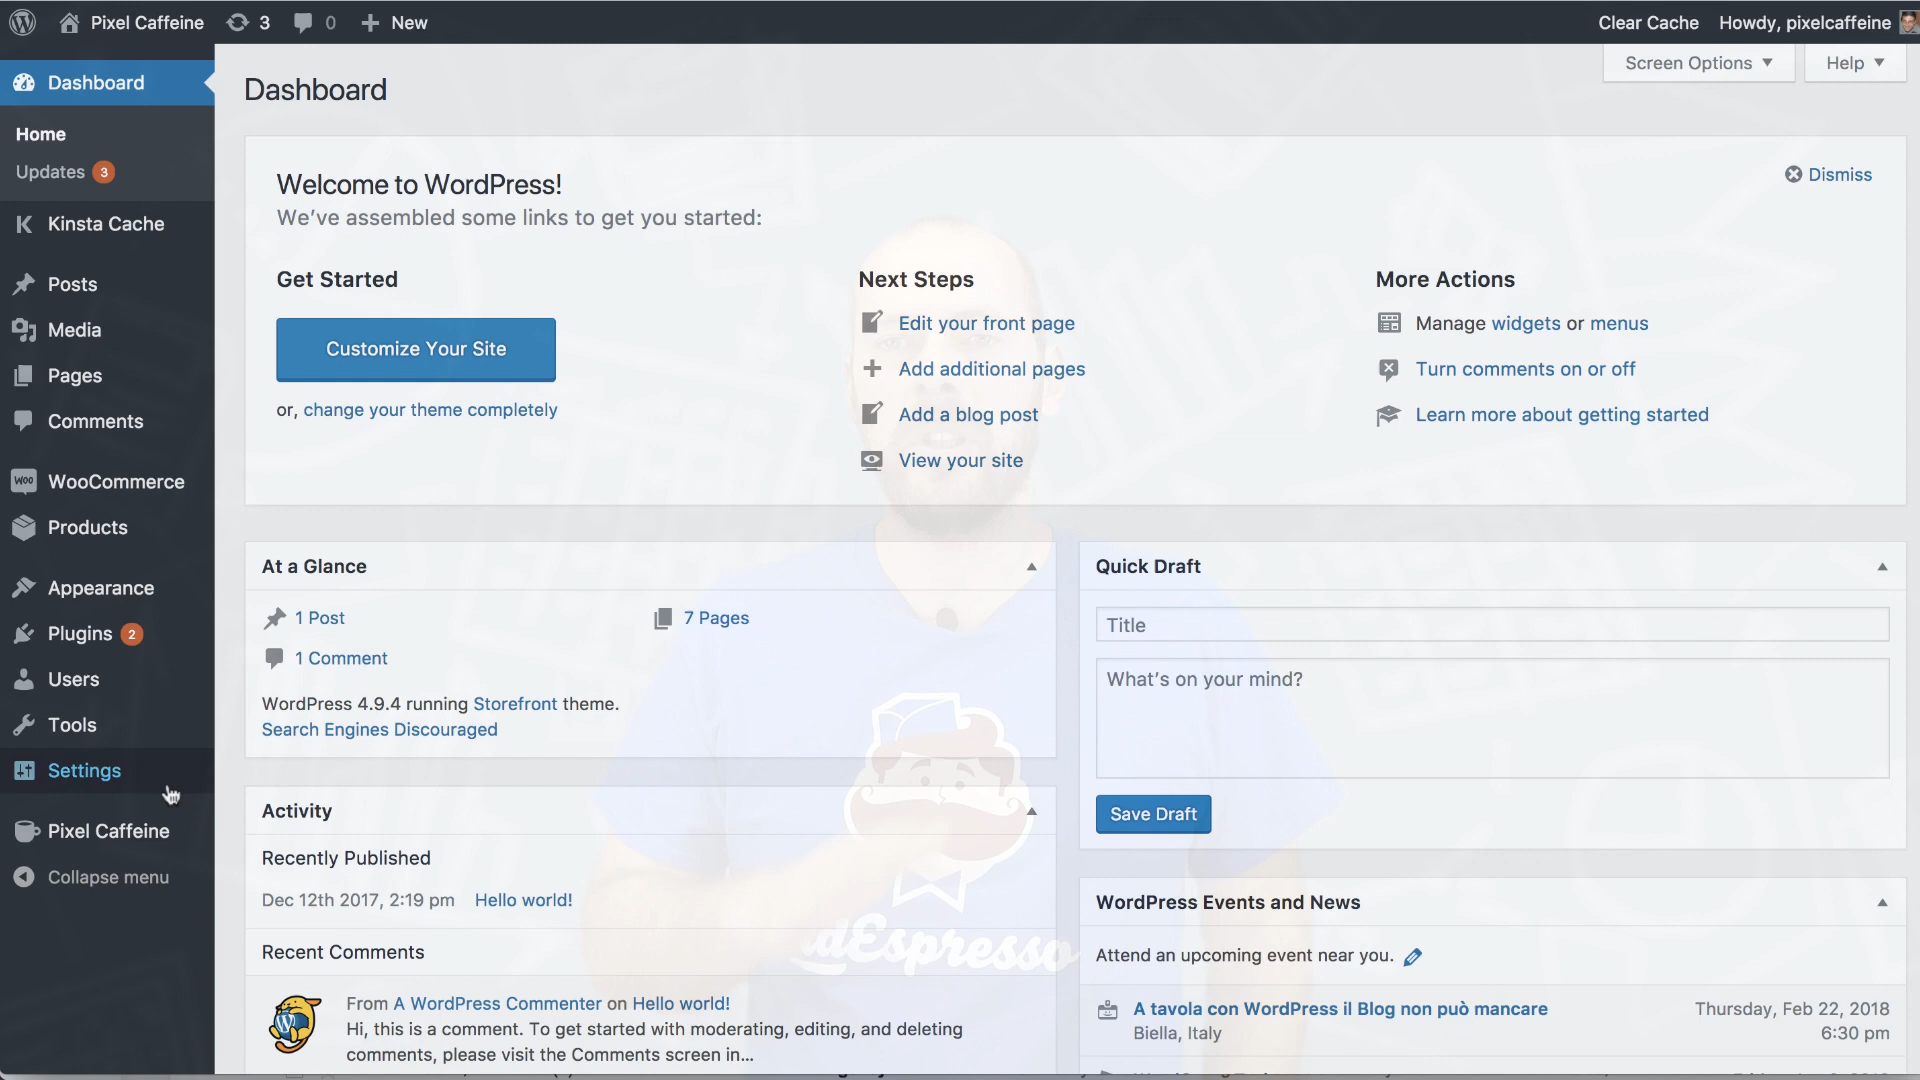 Pixel Caffeine
3
0
New
Clear Cache
Howdy, pixelcaffeine
Dashboard
Home
Updates 3
Kinsta Cache
Posts
Media
Pages
Comments
WooCommerce
Products
Appearance
Plugins 2
Users
Tools
Settings
Pixel Caffeine
Collapse menu
Dashboard
Screen Options
Help
Welcome to WordPress!
We've assembled some links to get you started:
Dismiss
Get Started
Customize Your Site
or, change your theme completely
Next Steps
Edit your front page
Add additional pages
Add a blog post
View your site
More Actions
Manage widgets or menus
Turn comments on or off
Learn more about getting started
At a Glance
1 Post
7 Pages
1 Comment
WordPress 4.9.4 running Storefront theme.
Search Engines Discouraged
Activity
Recently Published
Dec 12th 2017, 2:19 pm Hello world!
Recent Comments
From A WordPress Commenter on Hello world!
Hi, this is a comment. To get started with moderating, editing, and deleting
comments, please visit the Comments screen in...
Quick Draft
Title
What's on your mind?
Save Draft
WordPress Events and News
Attend an upcoming event near you.
A tavola con WordPress il Blog non può mancare
Biella, Italy
Thursday, Feb 22, 2018
6:30 pm